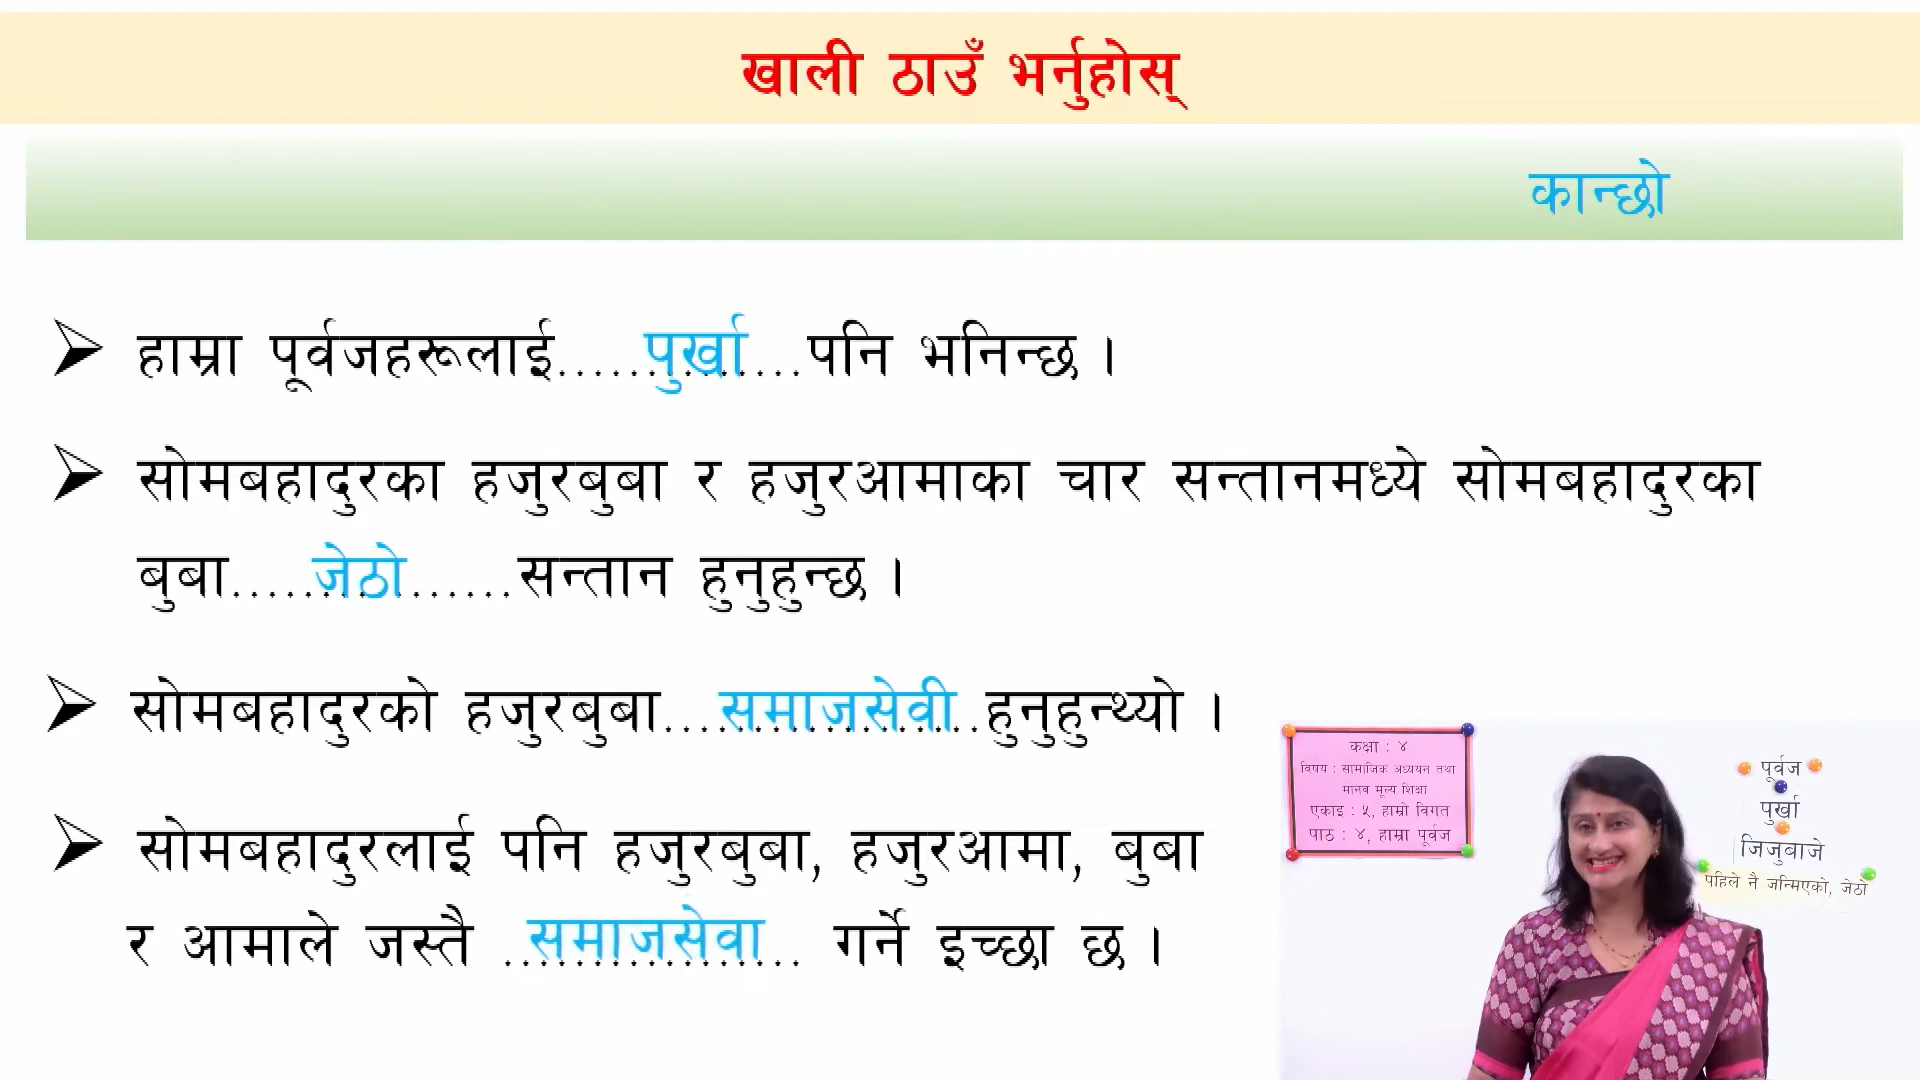 खाली ठाउँ भर्नुहोस्
कान्छो
हाम्रा पूर्वजहरूलाई.....पुर्खा....पनि भनिन्छ ।
सोमबहादुरका हजुरबुबा र हजुरआमाका चार सन्तानमध्ये सोमबहादुरका
बुबा.....जेठो.......सन्तान हुनुहुन्छ ।
सोमबहादुरको हजुरबुबा...समाजसेवी..हुनुहुन्थ्यो ।
सोमबहादुरलाई पनि हजुरबुबा, हजुरआमा, बुबा
र आमाले जस्तै ..समाजसेवा.. गर्ने इच्छा छ ।
कक्षा : ४
विषय : सामाजिक अध्ययन तथा
मानव मूल्य शिक्षा
एकाइ : ५, हाम्रो विगत
पाठ : ४, हाम्रा पूर्वज
पूर्वज
पुर्खा
जिजुबाजे
पहिले नै जन्मिएको, जेठो